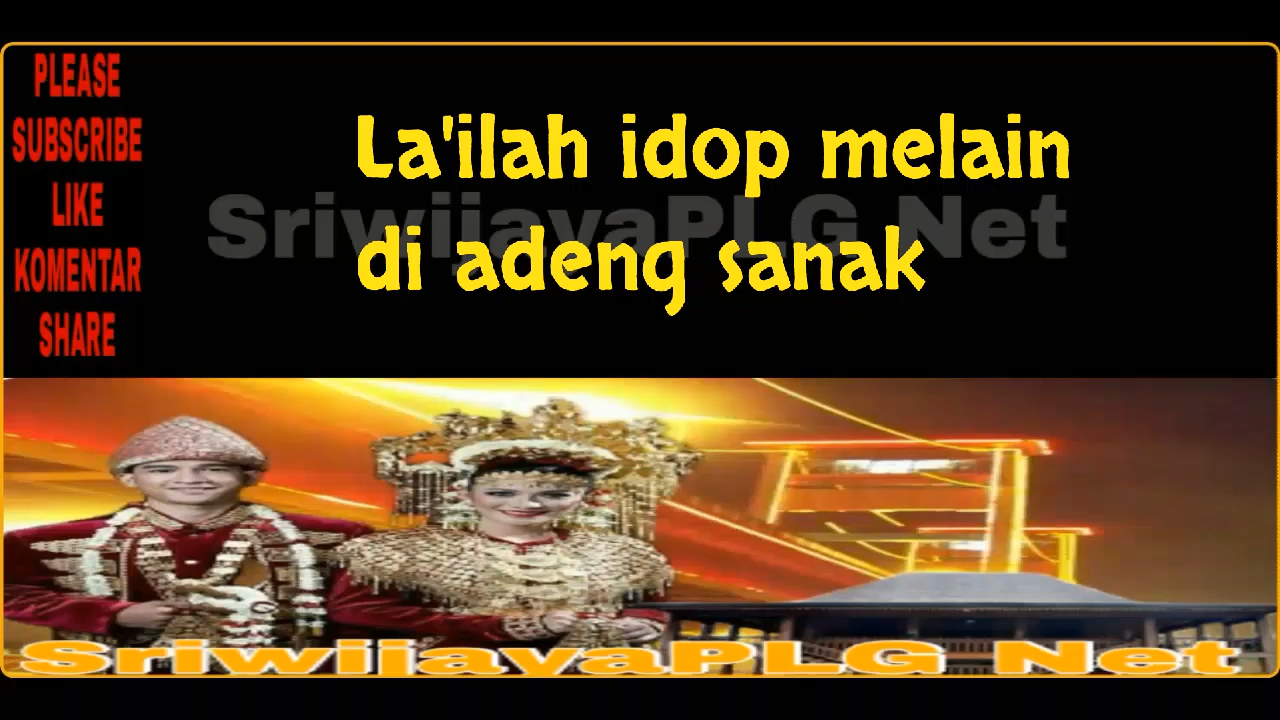 PLEASE
SUBSCRIBE
LIKE
KOMENTAR
SHARE
La'ilah idop melain
di adeng sanak
SriwijayaPLG Net
SriwijayaPLG Net